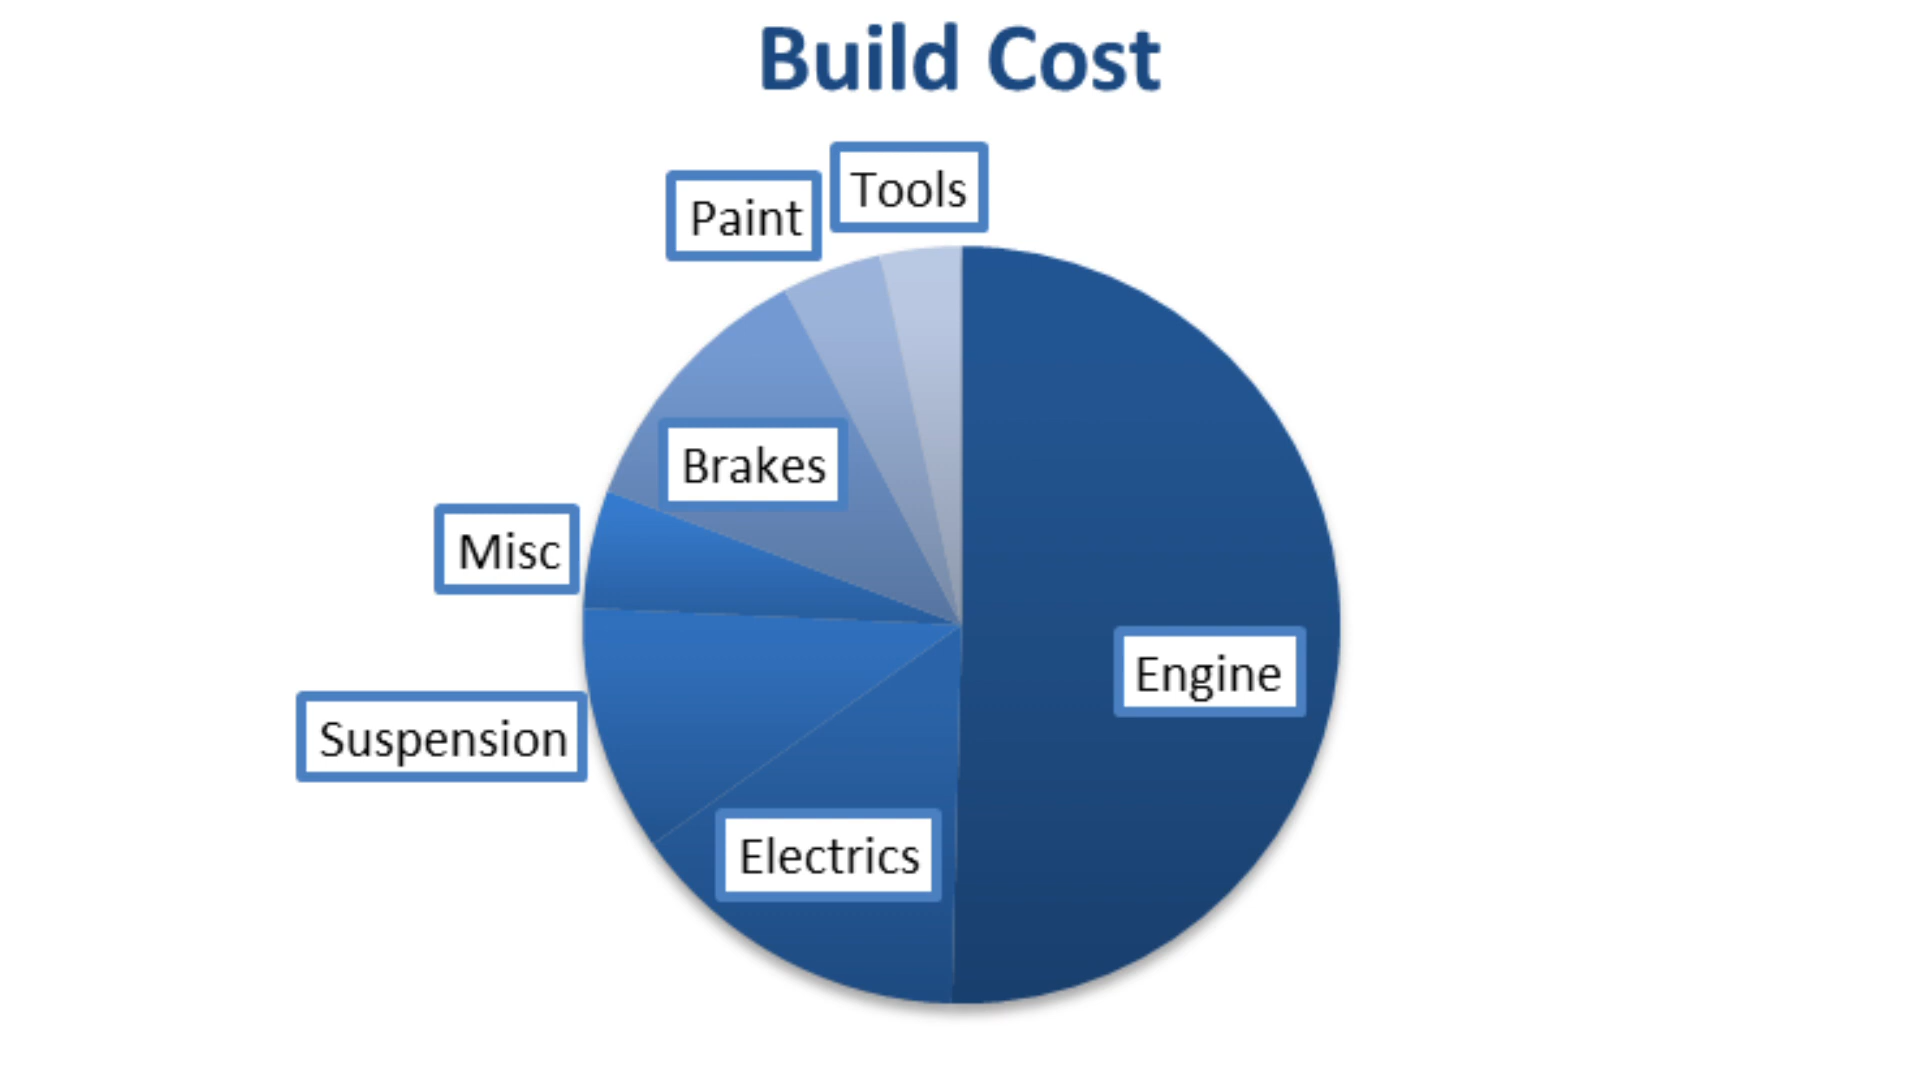 Build Cost
Tools
Paint
Brakes
Misc
Engine
Suspension
Electrics